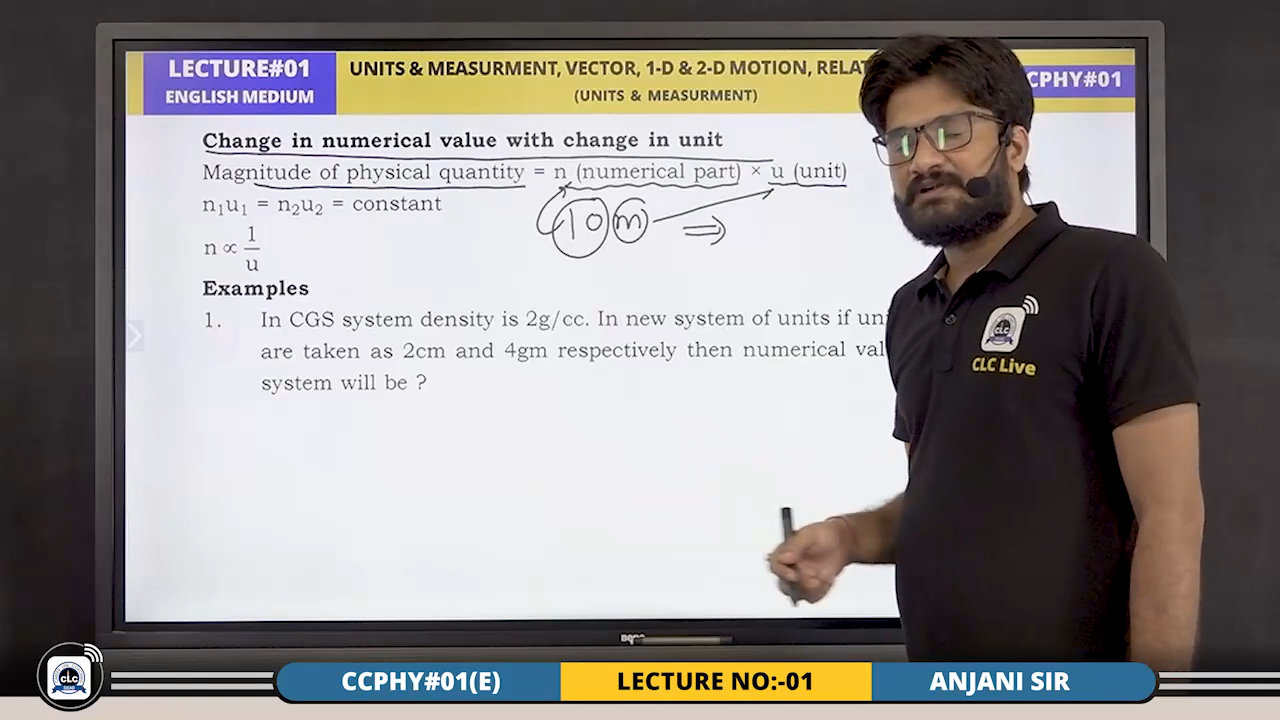 LECTURE#01
ENGLISH MEDIUM
UNITS & MEASURMENT, VECTOR, 1-D & 2-D MOTION, RELAT
(UNITS & MEASURMENT)
CPHY#01
Change in numerical value with change in unit
Magnitude of physical quantity = n (numerical part) × u (unit)
n₁u₁ = n₂u₂ = constant
10 m ⇒
n ∝ 1/u
Examples
1. In CGS system density is 2g/cc. In new system of units if uni
are taken as 2cm and 4gm respectively then numerical val
system will be ?
CLC
CLC Live
CLC
CCPHY#01(E)
LECTURE NO:-01
ANJANI SIR